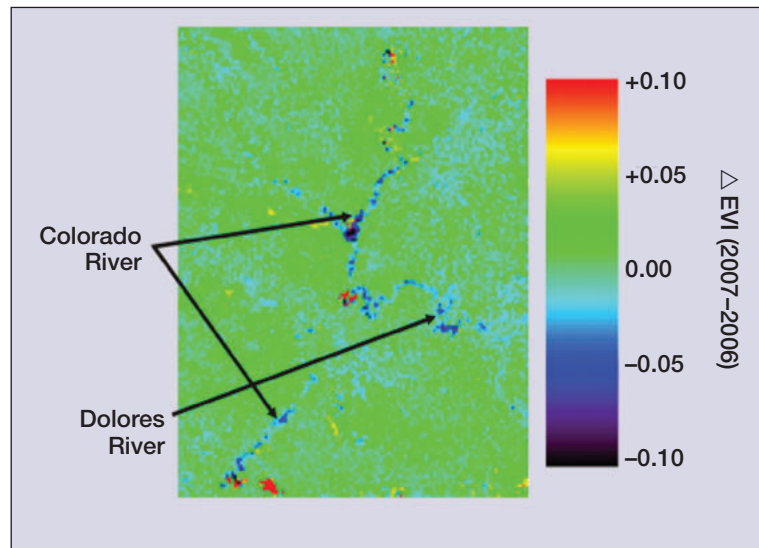 Colorado
River
Dolores
River
+0.10
+0.05
0.00
−0.05
−0.10
△ EVI (2007–2006)